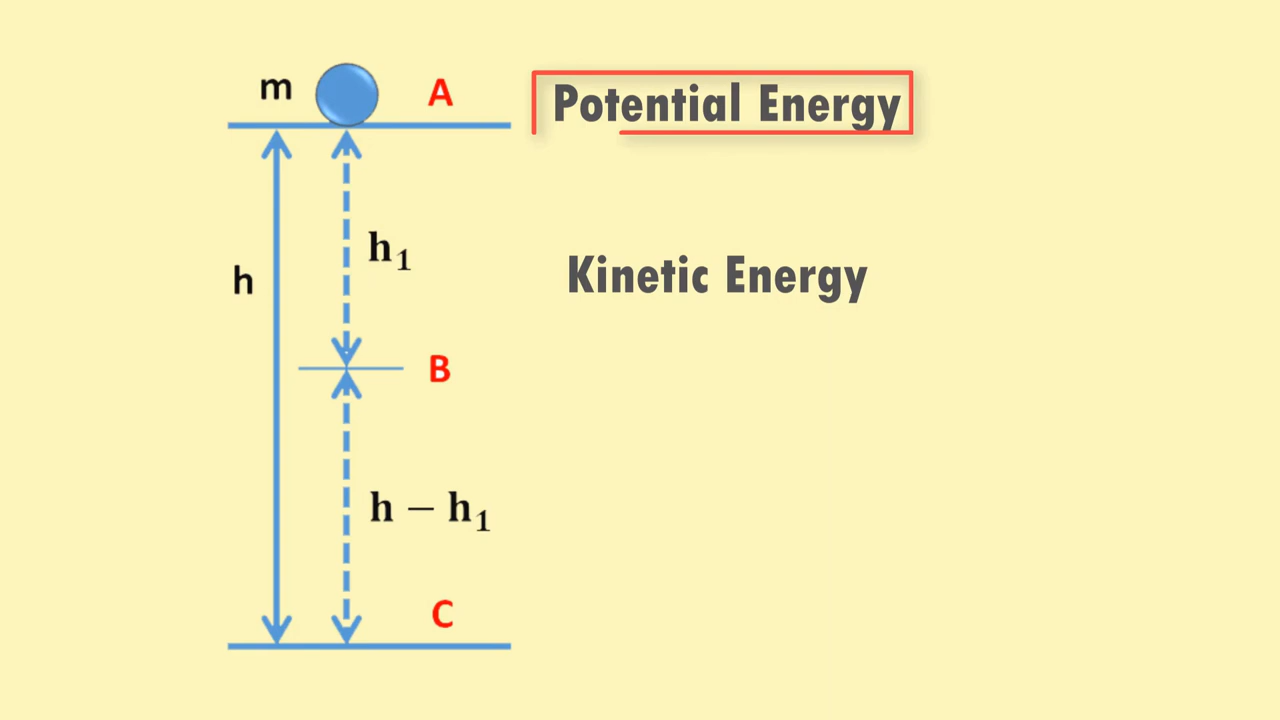 m
A
Potential Energy
h₁
h
Kinetic Energy
B
h − h₁
C